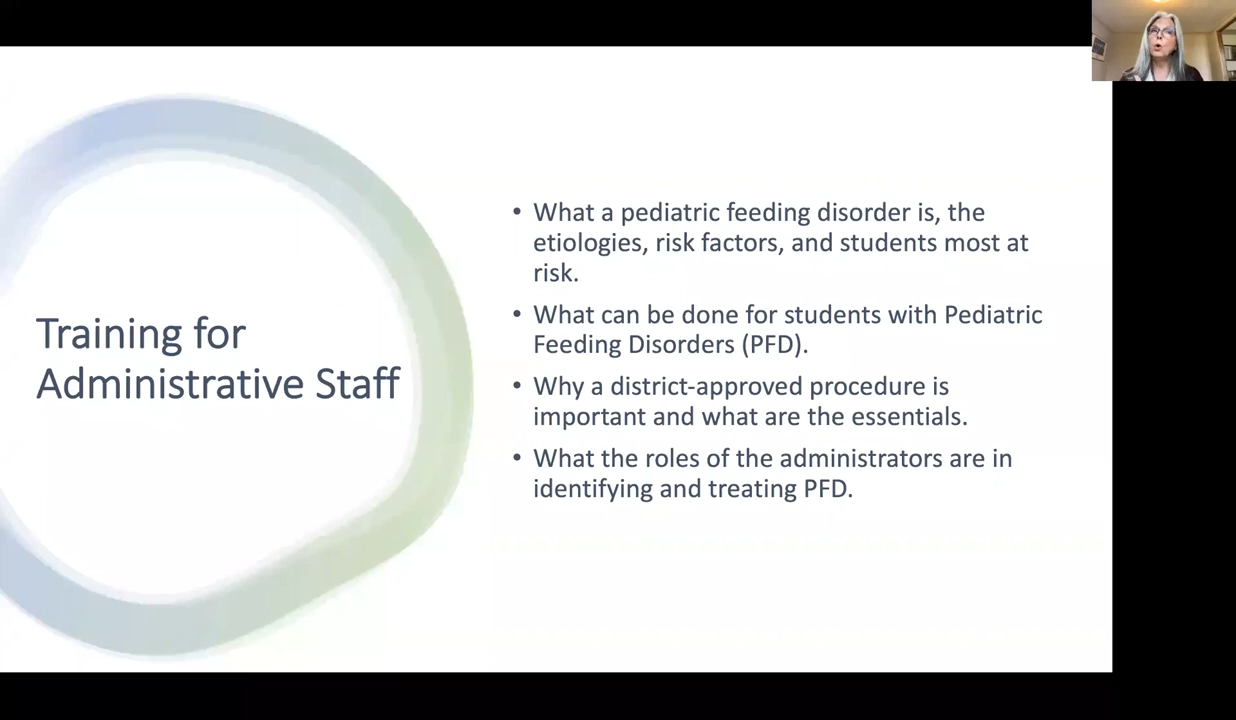 Training for
Administrative Staff
• What a pediatric feeding disorder is, the
etiologies, risk factors, and students most at
risk.
• What can be done for students with Pediatric
Feeding Disorders (PFD).
• Why a district-approved procedure is
important and what are the essentials.
• What the roles of the administrators are in
identifying and treating PFD.